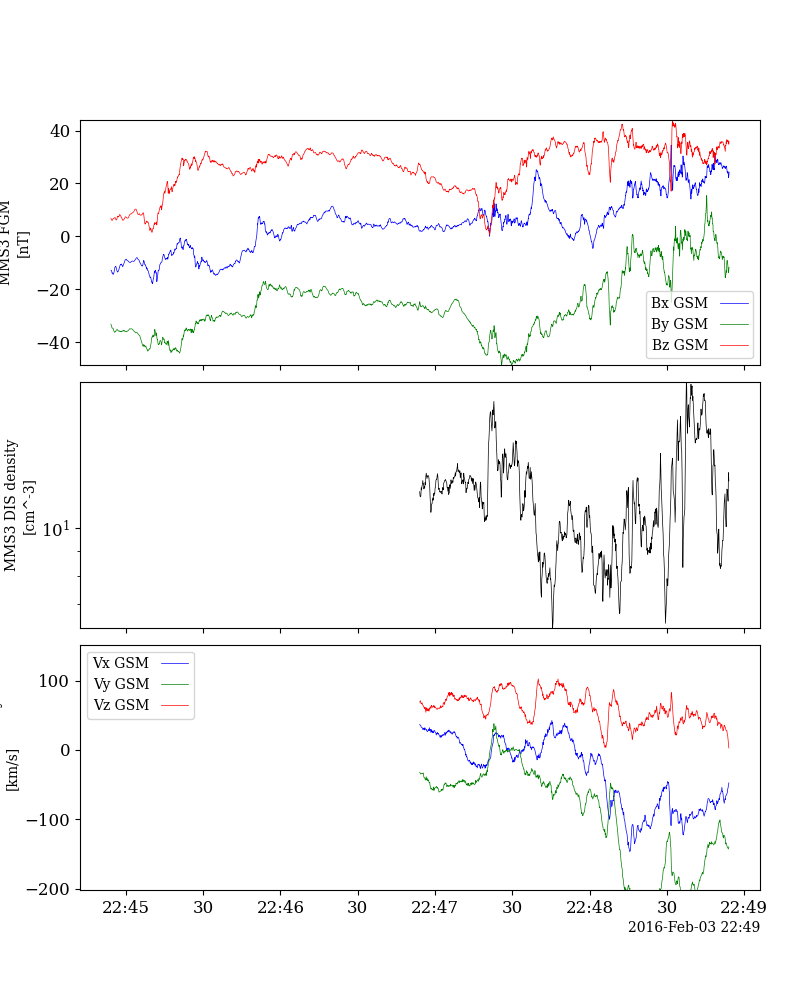 40
20
0
−20
−40
MMS3 FGM
[nT]
Bx GSM
By GSM
Bz GSM
10¹
MMS3 DIS density
[cm^-3]
100
0
−100
−200
[km/s]
Vx GSM
Vy GSM
Vz GSM
22:45 30 22:46 30 22:47 30 22:48 30 22:49
2016-Feb-03 22:49